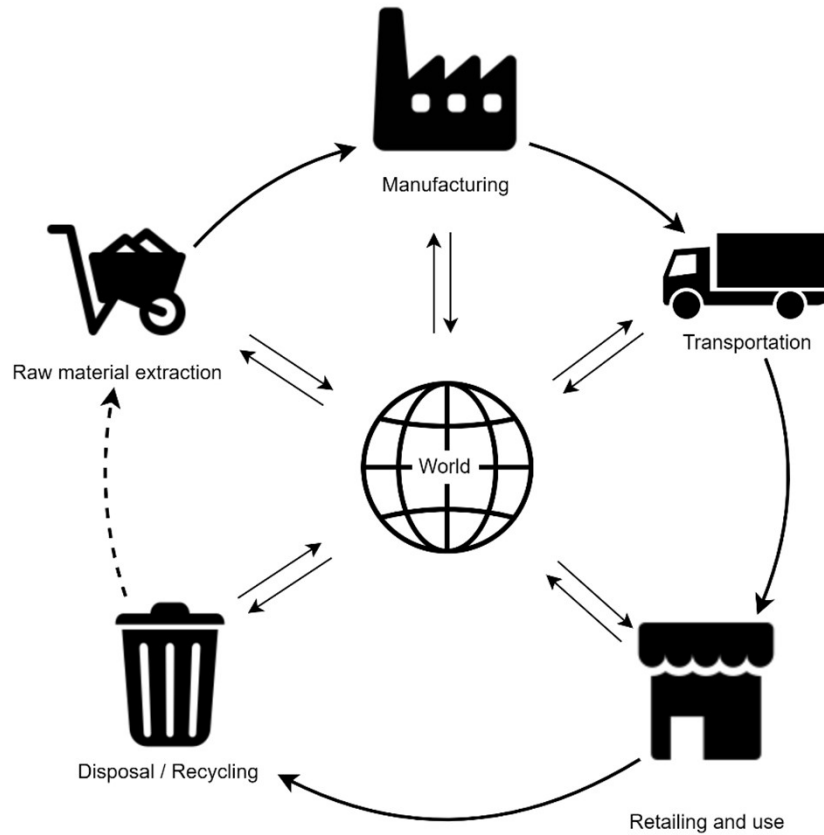 Manufacturing
Transportation
Raw material extraction
World
Disposal / Recycling
Retailing and use